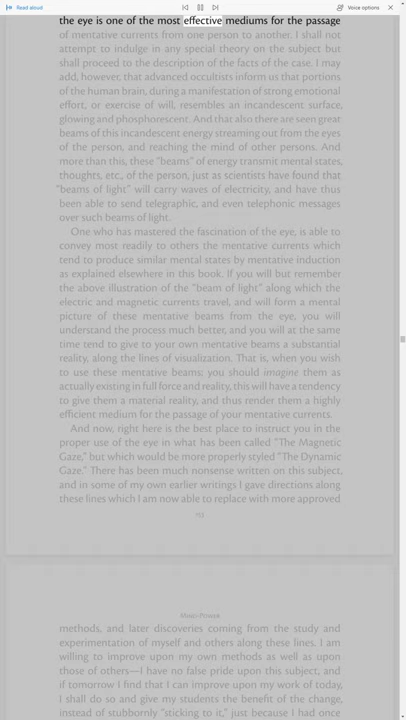 Read aloud
Voice options
the eye is one of the most effective mediums for the passage
of mentative currents from one person to another. I shall not
attempt to indulge in any special theory on the subject but
shall proceed to the description of the facts of the case. I may
add, however, that advanced occultists inform us that portions
of the human brain, during a manifestation of strong emotional
effort, or exercise of will, resembles an incandescent surface,
glowing and phosphorescent. And that also there are seen great
beams of this incandescent energy streaming out from the eyes
of the person, and reaching the mind of other persons. And
more than this, these “beams” of energy transmit mental states,
thoughts, etc., of the person, just as scientists have found that
“beams of light” will carry waves of electricity, and have thus
been able to send telegraphic, and even telephonic messages
over such beams of light.
One who has mastered the fascination of the eye, is able to
convey most readily to others the mentative currents which
tend to produce similar mental states by mentative induction
as explained elsewhere in this book. If you will but remember
the above illustration of the “beam of light” along which the
electric and magnetic currents travel, and will form a mental
picture of these mentative beams from the eye, you will
understand the process much better, and you will at the same
time tend to give to your own mentative beams a substantial
reality, along the lines of visualization. That is, when you wish
to use these mentative beams; you should imagine them as
actually existing in full force and reality, this will have a tendency
to give them a material reality, and thus render them a highly
efficient medium for the passage of your mentative currents.
And now, right here is the best place to instruct you in the
proper use of the eye in what has been called “The Magnetic
Gaze,” but which would be more properly styled “The Dynamic
Gaze.” There has been much nonsense written on this subject,
and in some of my own earlier writings I gave directions along
these lines which I am now able to replace with more approved
Mind‑Power
methods, and later discoveries coming from the study and
experimentation of myself and others along these lines. I am
willing to improve upon my own methods as well as upon
those of others—I have no false pride upon this subject, and
if tomorrow I find that I can improve upon my work of today,
I shall do so and give my students the benefit of the change,
instead of stubbornly “sticking to it,” just because I had once